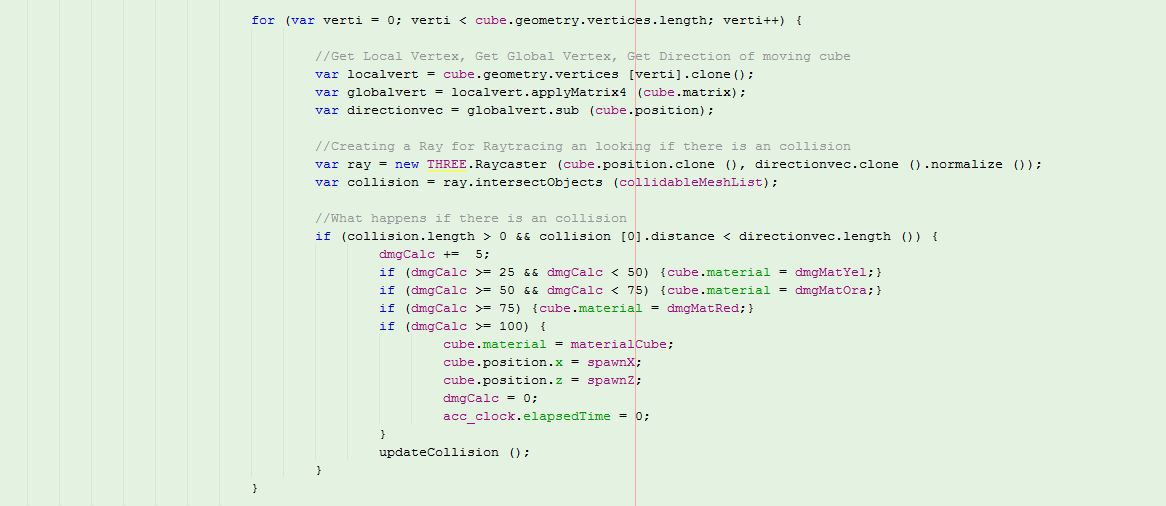 for (var verti = 0; verti < cube.geometry.vertices.length; verti++) {
//Get Local Vertex, Get Global Vertex, Get Direction of moving cube
var localvert = cube.geometry.vertices [verti].clone();
var globalvert = localvert.applyMatrix4 (cube.matrix);
var directionvec = globalvert.sub (cube.position);
//Creating a Ray for Raytracing an looking if there is an collision
var ray = new THREE.Raycaster (cube.position.clone (), directionvec.clone ().normalize ());
var collision = ray.intersectObjects (collidableMeshList);
//What happens if there is an collision
if (collision.length > 0 && collision [0].distance < directionvec.length ()) {
dmgCalc +=  5;
if (dmgCalc >= 25 && dmgCalc < 50) {cube.material = dmgMatYel;}
if (dmgCalc >= 50 && dmgCalc < 75) {cube.material = dmgMatOra;}
if (dmgCalc >= 75) {cube.material = dmgMatRed;}
if (dmgCalc >= 100) {
cube.material = materialCube;
cube.position.x = spawnX;
cube.position.z = spawnZ;
dmgCalc = 0;
acc_clock.elapsedTime = 0;
}
updateCollision ();
}
}